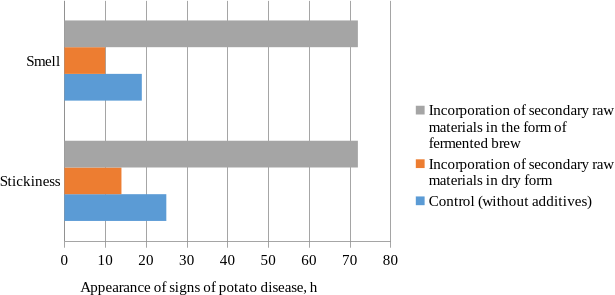 Smell
Stickiness
0 10 20 30 40 50 60 70 80
Appearance of signs of potato disease, h
Incorporation of secondary raw
materials in the form of
fermented brew
Incorporation of secondary raw
materials in dry form
Control (without additives)